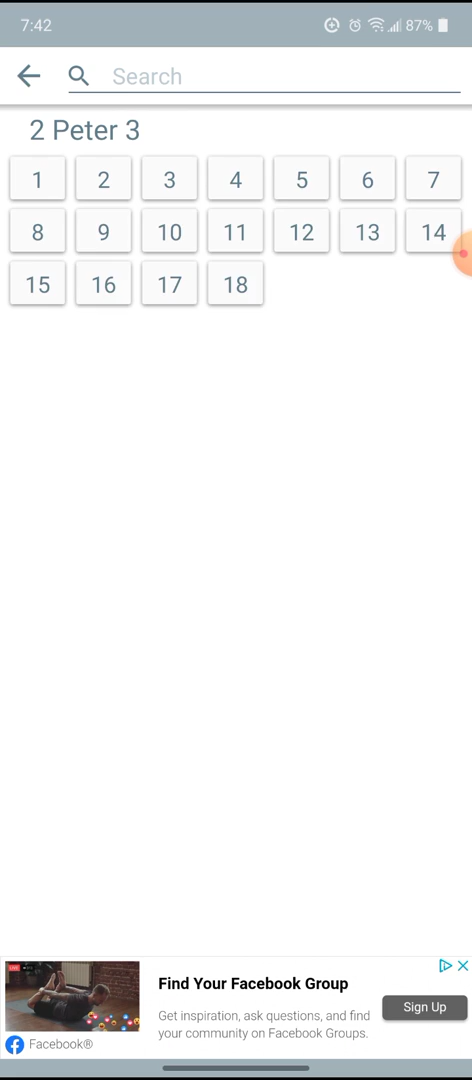 7:42 87%
Search
2 Peter 3
1 2 3 4 5 6 7
8 9 10 11 12 13 14
15 16 17 18
Find Your Facebook Group
Get inspiration, ask questions, and find
your community on Facebook Groups.
Sign Up
LIVE
Facebook®